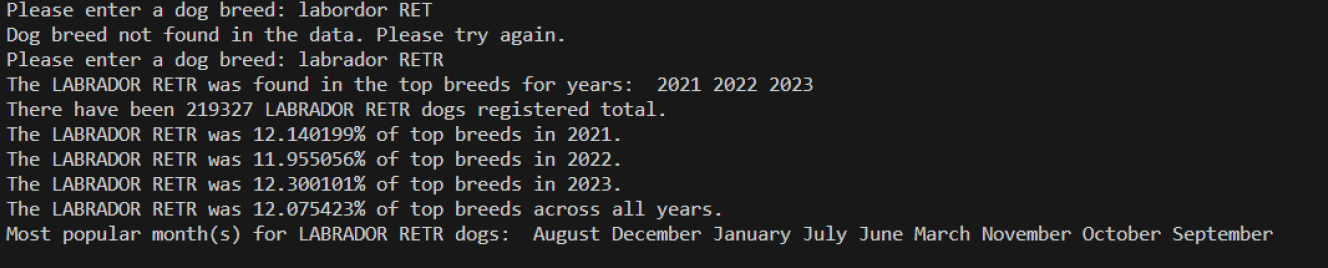 Please enter a dog breed: labordor RET
Dog breed not found in the data. Please try again.
Please enter a dog breed: labrador RETR
The LABRADOR RETR was found in the top breeds for years:  2021 2022 2023
There have been 219327 LABRADOR RETR dogs registered total.
The LABRADOR RETR was 12.140199% of top breeds in 2021.
The LABRADOR RETR was 11.955056% of top breeds in 2022.
The LABRADOR RETR was 12.300101% of top breeds in 2023.
The LABRADOR RETR was 12.075423% of top breeds across all years.
Most popular month(s) for LABRADOR RETR dogs:  August December January July June March November October September